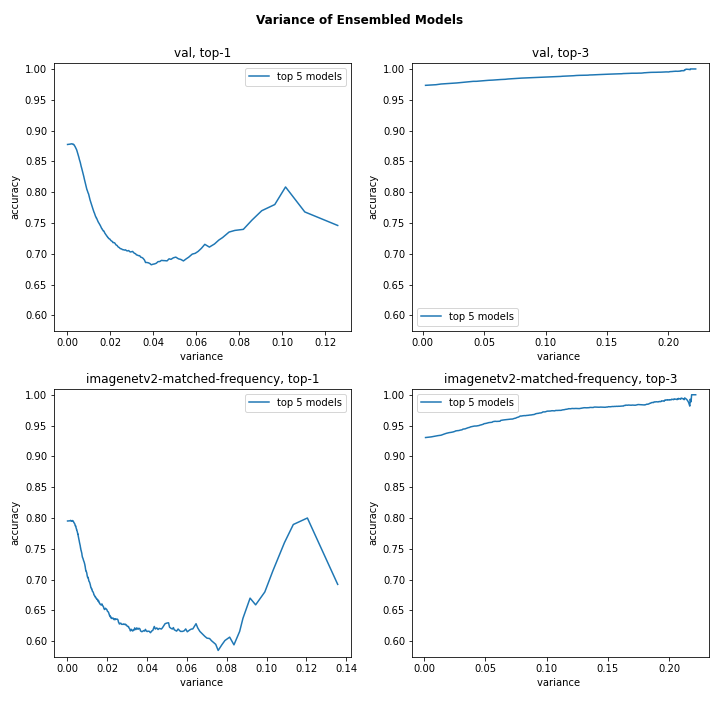 Variance of Ensembled Models
val, top-1
val, top-3
1.00
0.95
0.90
0.85
0.80
0.75
0.70
0.65
0.60
accuracy
top 5 models
0.00 0.02 0.04 0.06 0.08 0.10 0.12
variance
1.00
0.95
0.90
0.85
0.80
0.75
0.70
0.65
0.60
accuracy
top 5 models
0.00 0.05 0.10 0.15 0.20
variance
imagenetv2-matched-frequency, top-1
imagenetv2-matched-frequency, top-3
1.00
0.95
0.90
0.85
0.80
0.75
0.70
0.65
0.60
accuracy
top 5 models
0.00 0.02 0.04 0.06 0.08 0.10 0.12 0.14
variance
1.00
0.95
0.90
0.85
0.80
0.75
0.70
0.65
0.60
accuracy
top 5 models
0.00 0.05 0.10 0.15 0.20
variance